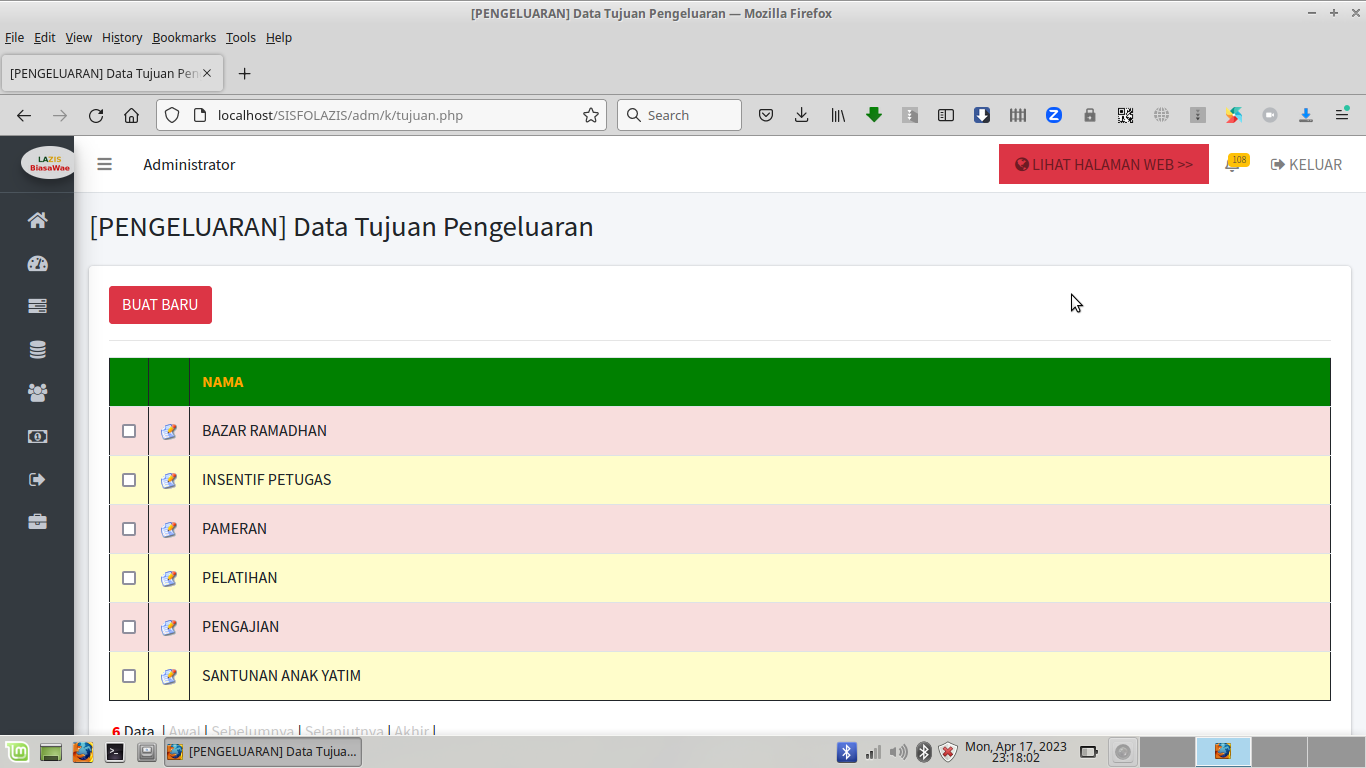 [PENGELUARAN] Data Tujuan Pengeluaran — Mozilla Firefox
File Edit View History Bookmarks Tools Help
[PENGELUARAN] Data Tujuan Pen
localhost/SISFOLAZIS/adm/k/tujuan.php
Search
LAZIS
BiasaWae
Administrator
LIHAT HALAMAN WEB >>
108
KELUAR
[PENGELUARAN] Data Tujuan Pengeluaran
BUAT BARU
NAMA
BAZAR RAMADHAN
INSENTIF PETUGAS
PAMERAN
PELATIHAN
PENGAJIAN
SANTUNAN ANAK YATIM
6 Data | Awal | Sebelumnya | Selanjutnya | Akhir |
[PENGELUARAN] Data Tujua...
Mon, Apr 17, 2023
23:18:02